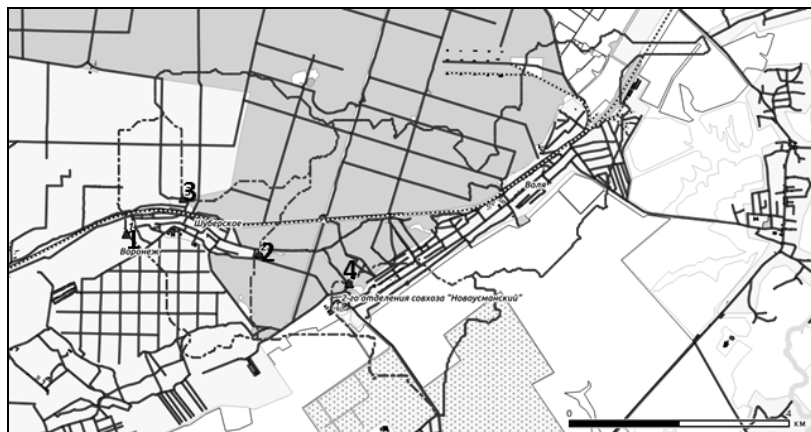 Воля
3
Шуберское
1
Воронеж
2
4
2-го отделения совхоза "Новоусманский"
0
4
км